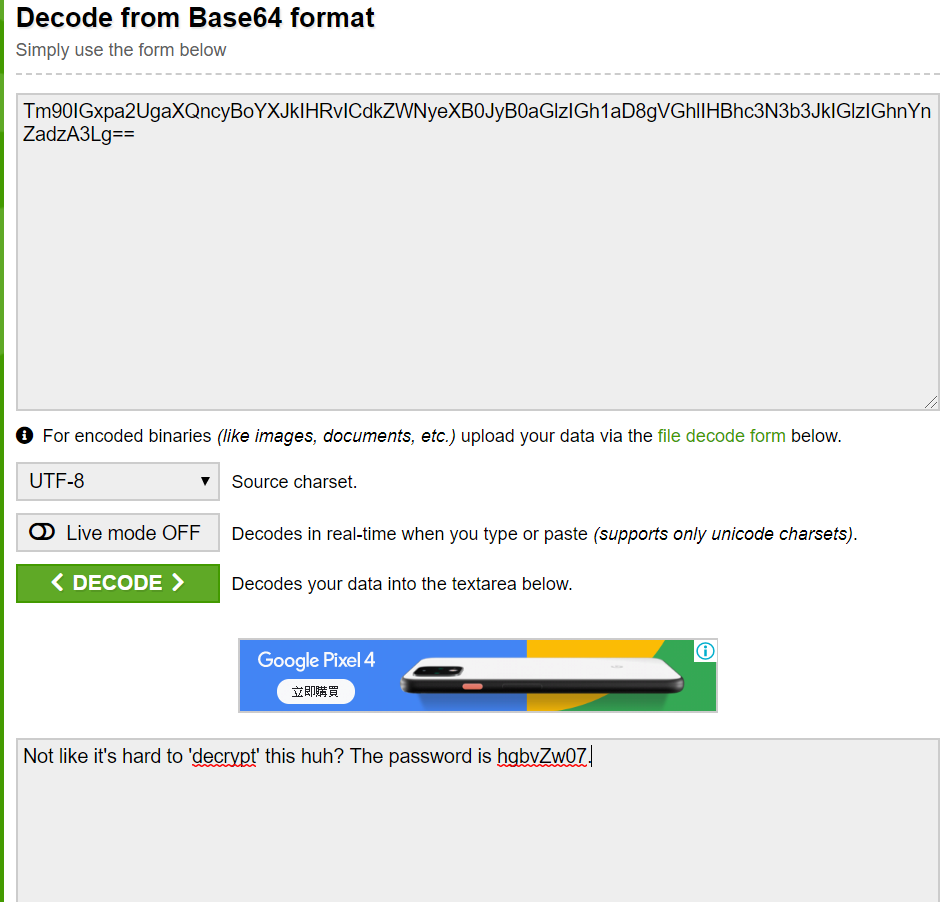 Decode from Base64 format
Simply use the form below
Tm90IGxpa2UgaXQncyBoYXJkIHRvICdkZWNyeXB0JyB0aGlzIGh1aD8gVGhlIHBhc3N3b3JkIGlzIGhnYn
ZadzA3Lg==
For encoded binaries (like images, documents, etc.) upload your data via the file decode form below.
UTF-8 Source charset.
Live mode OFF Decodes in real-time when you type or paste (supports only unicode charsets).
< DECODE > Decodes your data into the textarea below.
Google Pixel 4
立即購買
Not like it's hard to 'decrypt' this huh? The password is hgbvZw07.